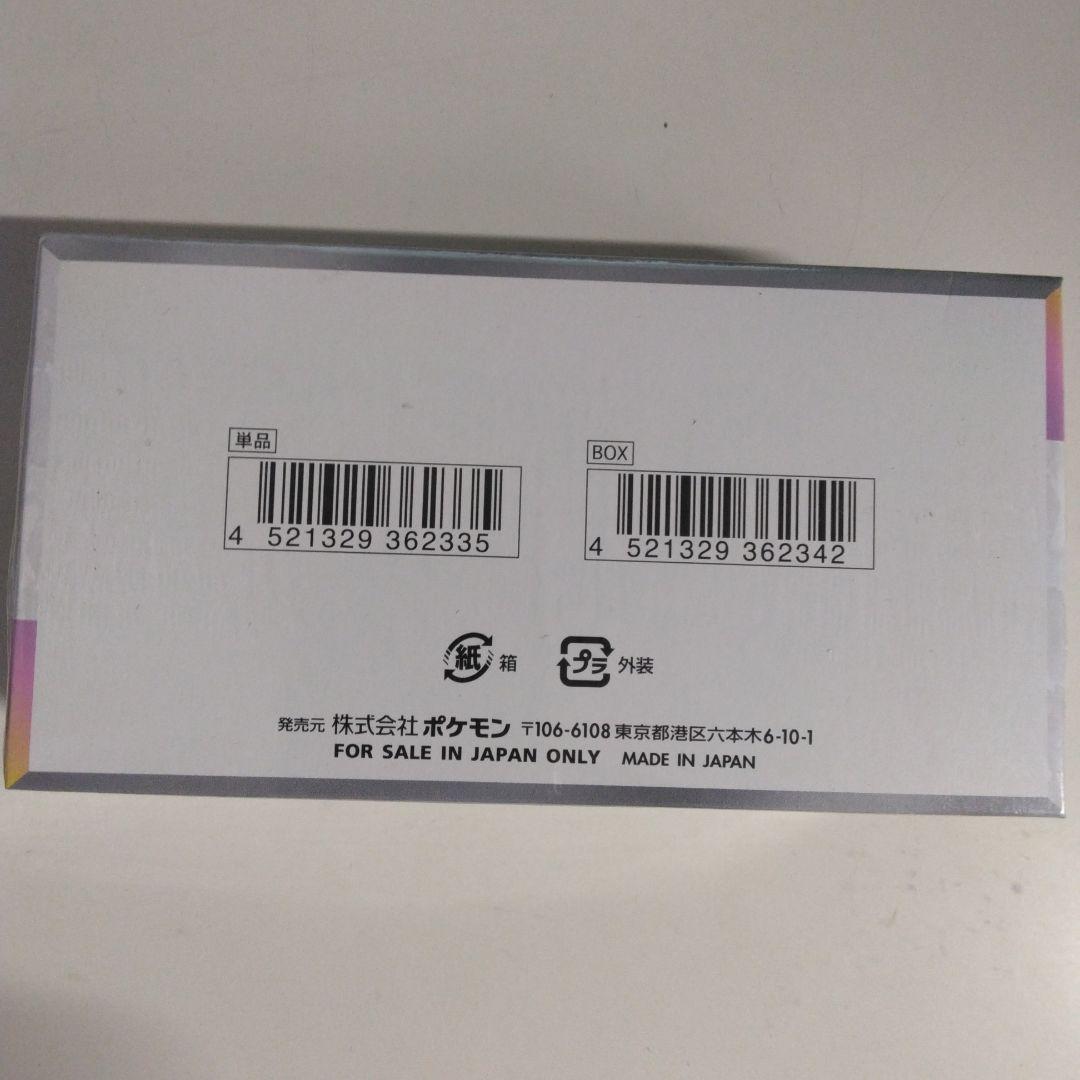 単品
4 521329 362335
BOX
4 521329 362342
紙 箱
プラ 外装
発売元 株式会社ポケモン 〒106-6108 東京都港区六本木6-10-1
FOR SALE IN JAPAN ONLY MADE IN JAPAN